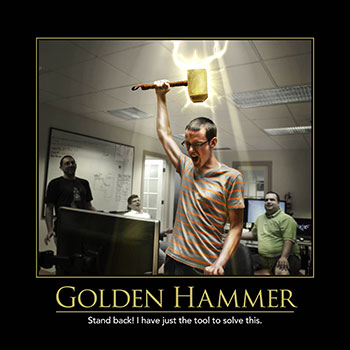 GOLDEN HAMMER
Stand back! I have just the tool to solve this.